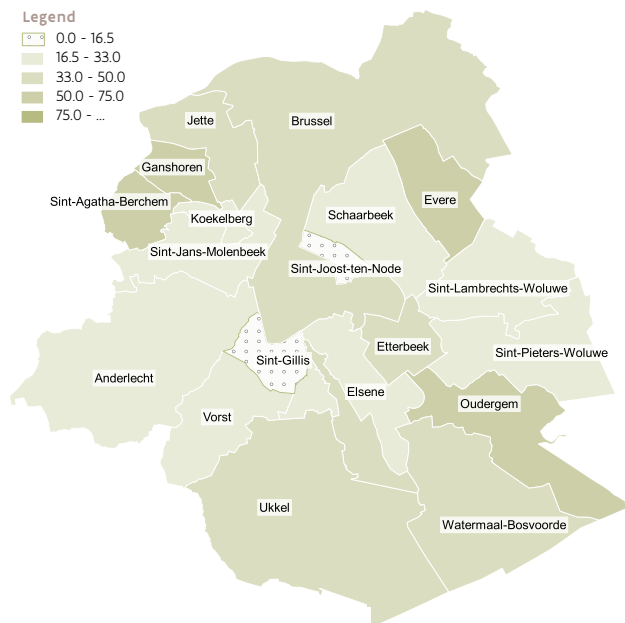 Legend
0.0 - 16.5
16.5 - 33.0
33.0 - 50.0
50.0 - 75.0
75.0 - ...
Jette
Brussel
Ganshoren
Sint-Agatha-Berchem
Evere
Koekelberg
Schaarbeek
Sint-Jans-Molenbeek
Sint-Joost-ten-Node
Sint-Lambrechts-Woluwe
Etterbeek
Sint-Pieters-Woluwe
Sint-Gillis
Anderlecht
Elsene
Oudergem
Vorst
Ukkel
Watermaal-Bosvoorde